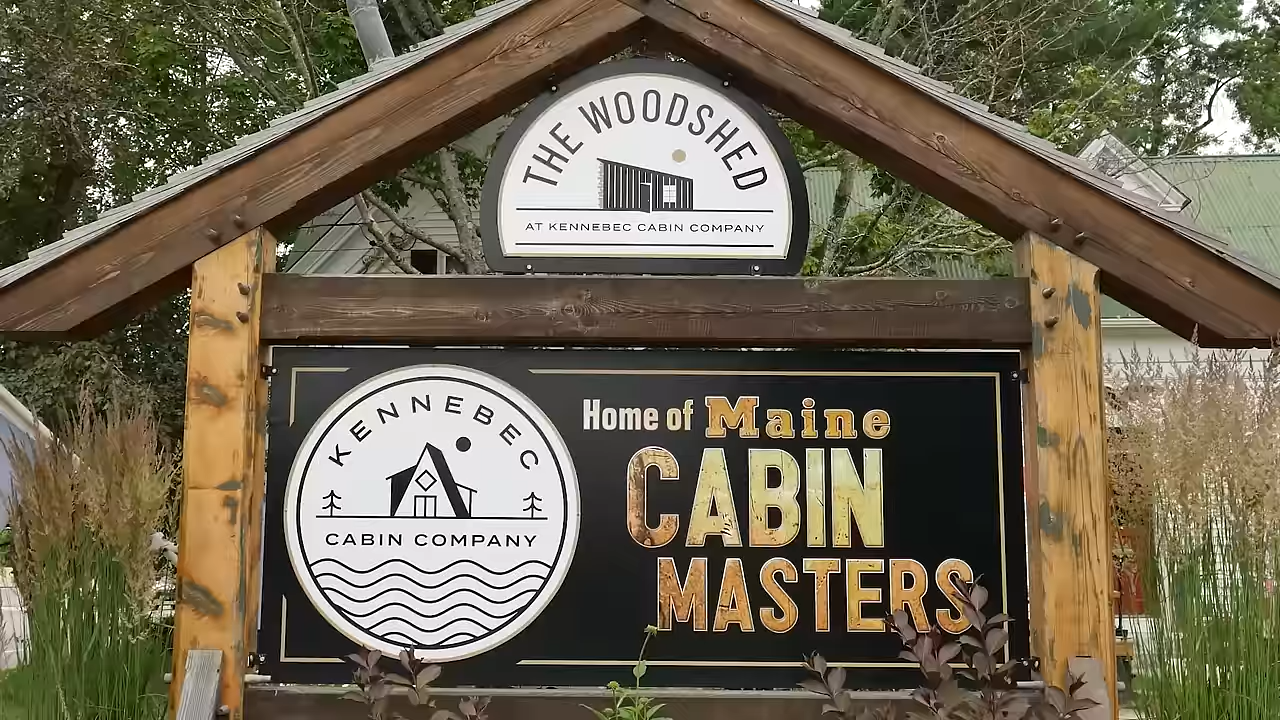 THE WOODSHED
AT KENNEBEC CABIN COMPANY
KENNEBEC
CABIN COMPANY
Home of Maine
CABIN
MASTERS